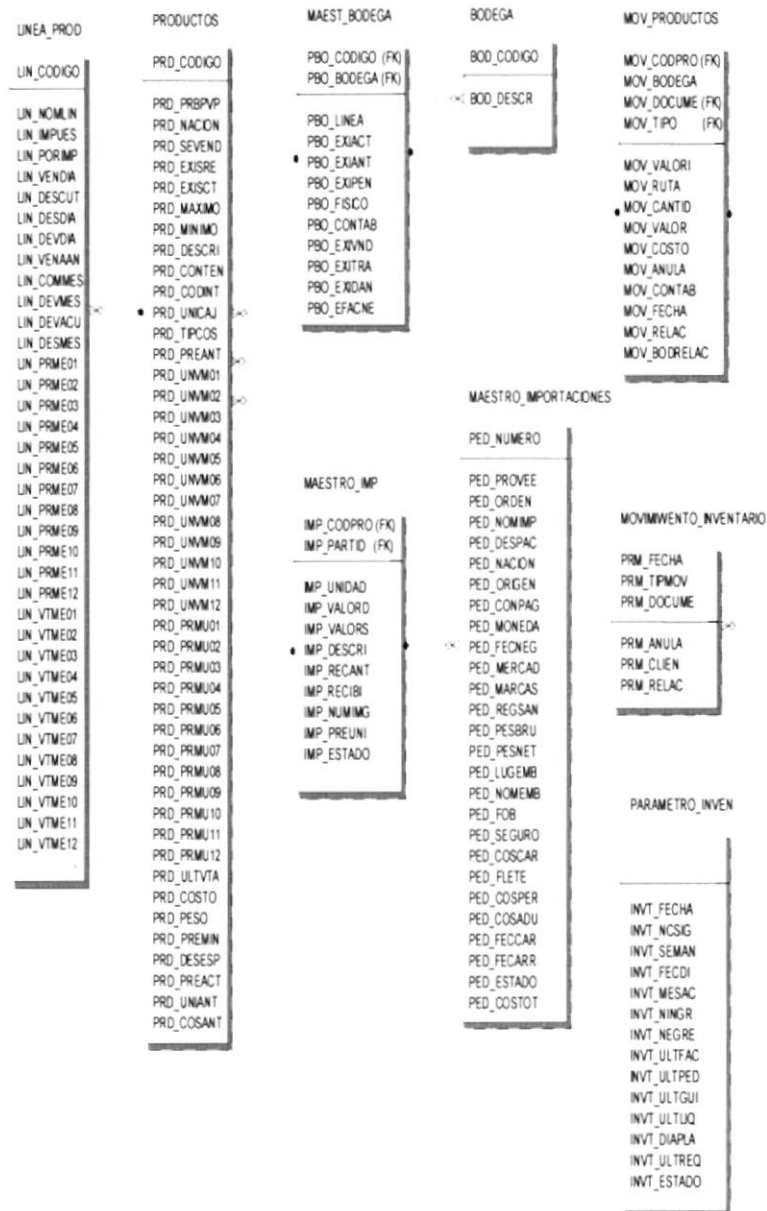 LINEA_PROD
LIN_CODIGO
LIN_NOMLIN
LIN_IMPUES
LIN_PORIMP
LIN_VENDIA
LIN_DESCUT
LIN_DESDIA
LIN_DEVDIA
LIN_VENAAN
LIN_COMMES
LIN_DEVMES
LIN_DEVACU
LIN_DESMES
LIN_PRME01
LIN_PRME02
LIN_PRME03
LIN_PRME04
LIN_PRME05
LIN_PRME06
LIN_PRME07
LIN_PRME08
LIN_PRME09
LIN_PRME10
LIN_PRME11
LIN_PRME12
LIN_VTME01
LIN_VTME02
LIN_VTME03
LIN_VTME04
LIN_VTME05
LIN_VTME06
LIN_VTME07
LIN_VTME08
LIN_VTME09
LIN_VTME10
LIN_VTME11
LIN_VTME12
PRODUCTOS
PRD_CODIGO
PRD_PRBPVP
PRD_NACION
PRD_SEVEND
PRD_EXISRE
PRD_EXISCT
PRD_MAXIMO
PRD_MINIMO
PRD_DESCRI
PRD_CONTEN
PRD_CODINT
PRD_UNICAJ
PRD_TIPCOS
PRD_PREANT
PRD_UNVM01
PRD_UNVM02
PRD_UNVM03
PRD_UNVM04
PRD_UNVM05
PRD_UNVM06
PRD_UNVM07
PRD_UNVM08
PRD_UNVM09
PRD_UNVM10
PRD_UNVM11
PRD_UNVM12
PRD_PRMU01
PRD_PRMU02
PRD_PRMU03
PRD_PRMU04
PRD_PRMU05
PRD_PRMU06
PRD_PRMU07
PRD_PRMU08
PRD_PRMU09
PRD_PRMU10
PRD_PRMU11
PRD_PRMU12
PRD_ULTVTA
PRD_COSTO
PRD_PESO
PRD_PREMIN
PRD_DESESP
PRD_PREACT
PRD_UNIANT
PRD_COSANT
MAEST_BODEGA
PBO_CODIGO (FK)
PBO_BODEGA (FK)
PBO_LINEA
PBO_EXIACT
PBO_EXIANT
PBO_EXIPEN
PBO_FISICO
PBO_CONTAB
PBO_EXIVND
PBO_EXITRA
PBO_EXIDAN
PBO_EFACNE
BODEGA
BOD_CODIGO
BOD_DESCR
MOV_PRODUCTOS
MOV_CODPRO (FK)
MOV_BODEGA
MOV_DOCUME (FK)
MOV_TIPO (FK)
MOV_VALORI
MOV_RUTA
MOV_CANTID
MOV_VALOR
MOV_COSTO
MOV_ANULA
MOV_CONTAB
MOV_FECHA
MOV_RELAC
MOV_BODRELAC
MAESTRO_IMP
IMP_CODPRO (FK)
IMP_PARTID (FK)
IMP_UNIDAD
IMP_VALORD
IMP_VALORS
IMP_DESCRI
IMP_RECANT
IMP_RECIBI
IMP_NUMIMG
IMP_PREUNI
IMP_ESTADO
MAESTRO_IMPORTACIONES
PED_NUMERO
PED_PROVEE
PED_ORDEN
PED_NOMIMP
PED_DESPAC
PED_NACION
PED_ORIGEN
PED_CONPAG
PED_MONEDA
PED_FECNEG
PED_MERCAD
PED_MARCAS
PED_REGSAN
PED_PESBRU
PED_PESNET
PED_LUGEMB
PED_NOMEMB
PED_FOB
PED_SEGURO
PED_COSCAR
PED_FLETE
PED_COSPER
PED_COSADU
PED_FECCAR
PED_FECARR
PED_ESTADO
PED_COSTOT
MOVIMIWENTO_INVENTARIO
PRM_FECHA
PRM_TIPMOV
PRM_DOCUME
PRM_ANULA
PRM_CLIEN
PRM_RELAC
PARAMETRO_INVEN
INVT_FECHA
INVT_NCSIG
INVT_SEMAN
INVT_FECDI
INVT_MESAC
INVT_NINGR
INVT_NEGRE
INVT_ULTFAC
INVT_ULTPED
INVT_ULTGUI
INVT_ULTLIQ
INVT_DIAPLA
INVT_ULTREQ
INVT_ESTADO